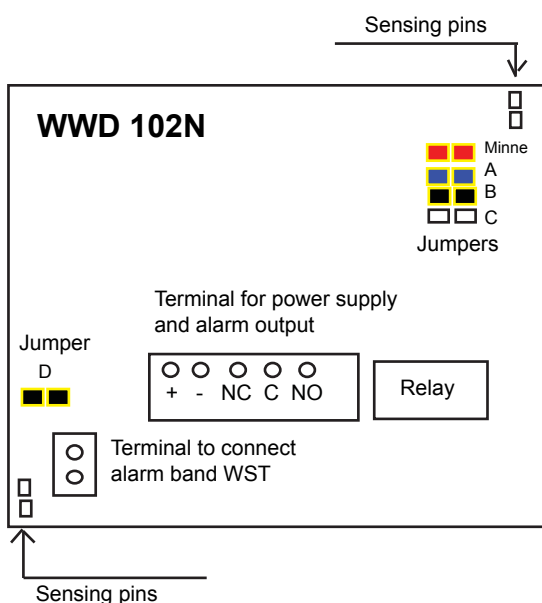 Sensing pins
WWD 102N
Minne
A
B
C
Jumpers
Terminal for power supply
and alarm output
Jumper
D
+ - NC C NO
Relay
Terminal to connect
alarm band WST
Sensing pins